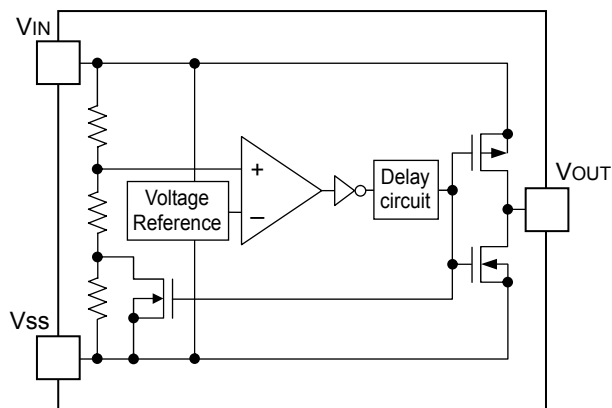 VIN
+
Voltage
Reference
−
Delay
circuit
VOUT
VSS